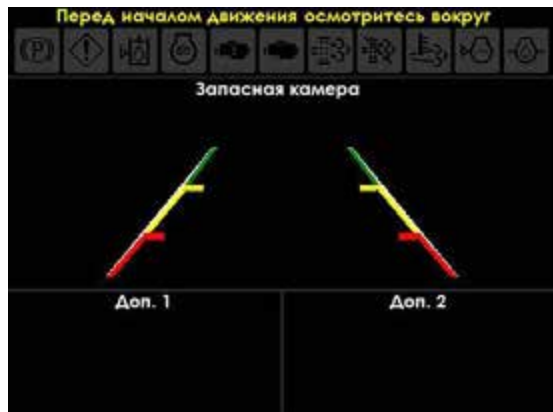 Перед началом движения осмотритесь вокруг
(P)
Запасная камера
Доп. 1
Доп. 2